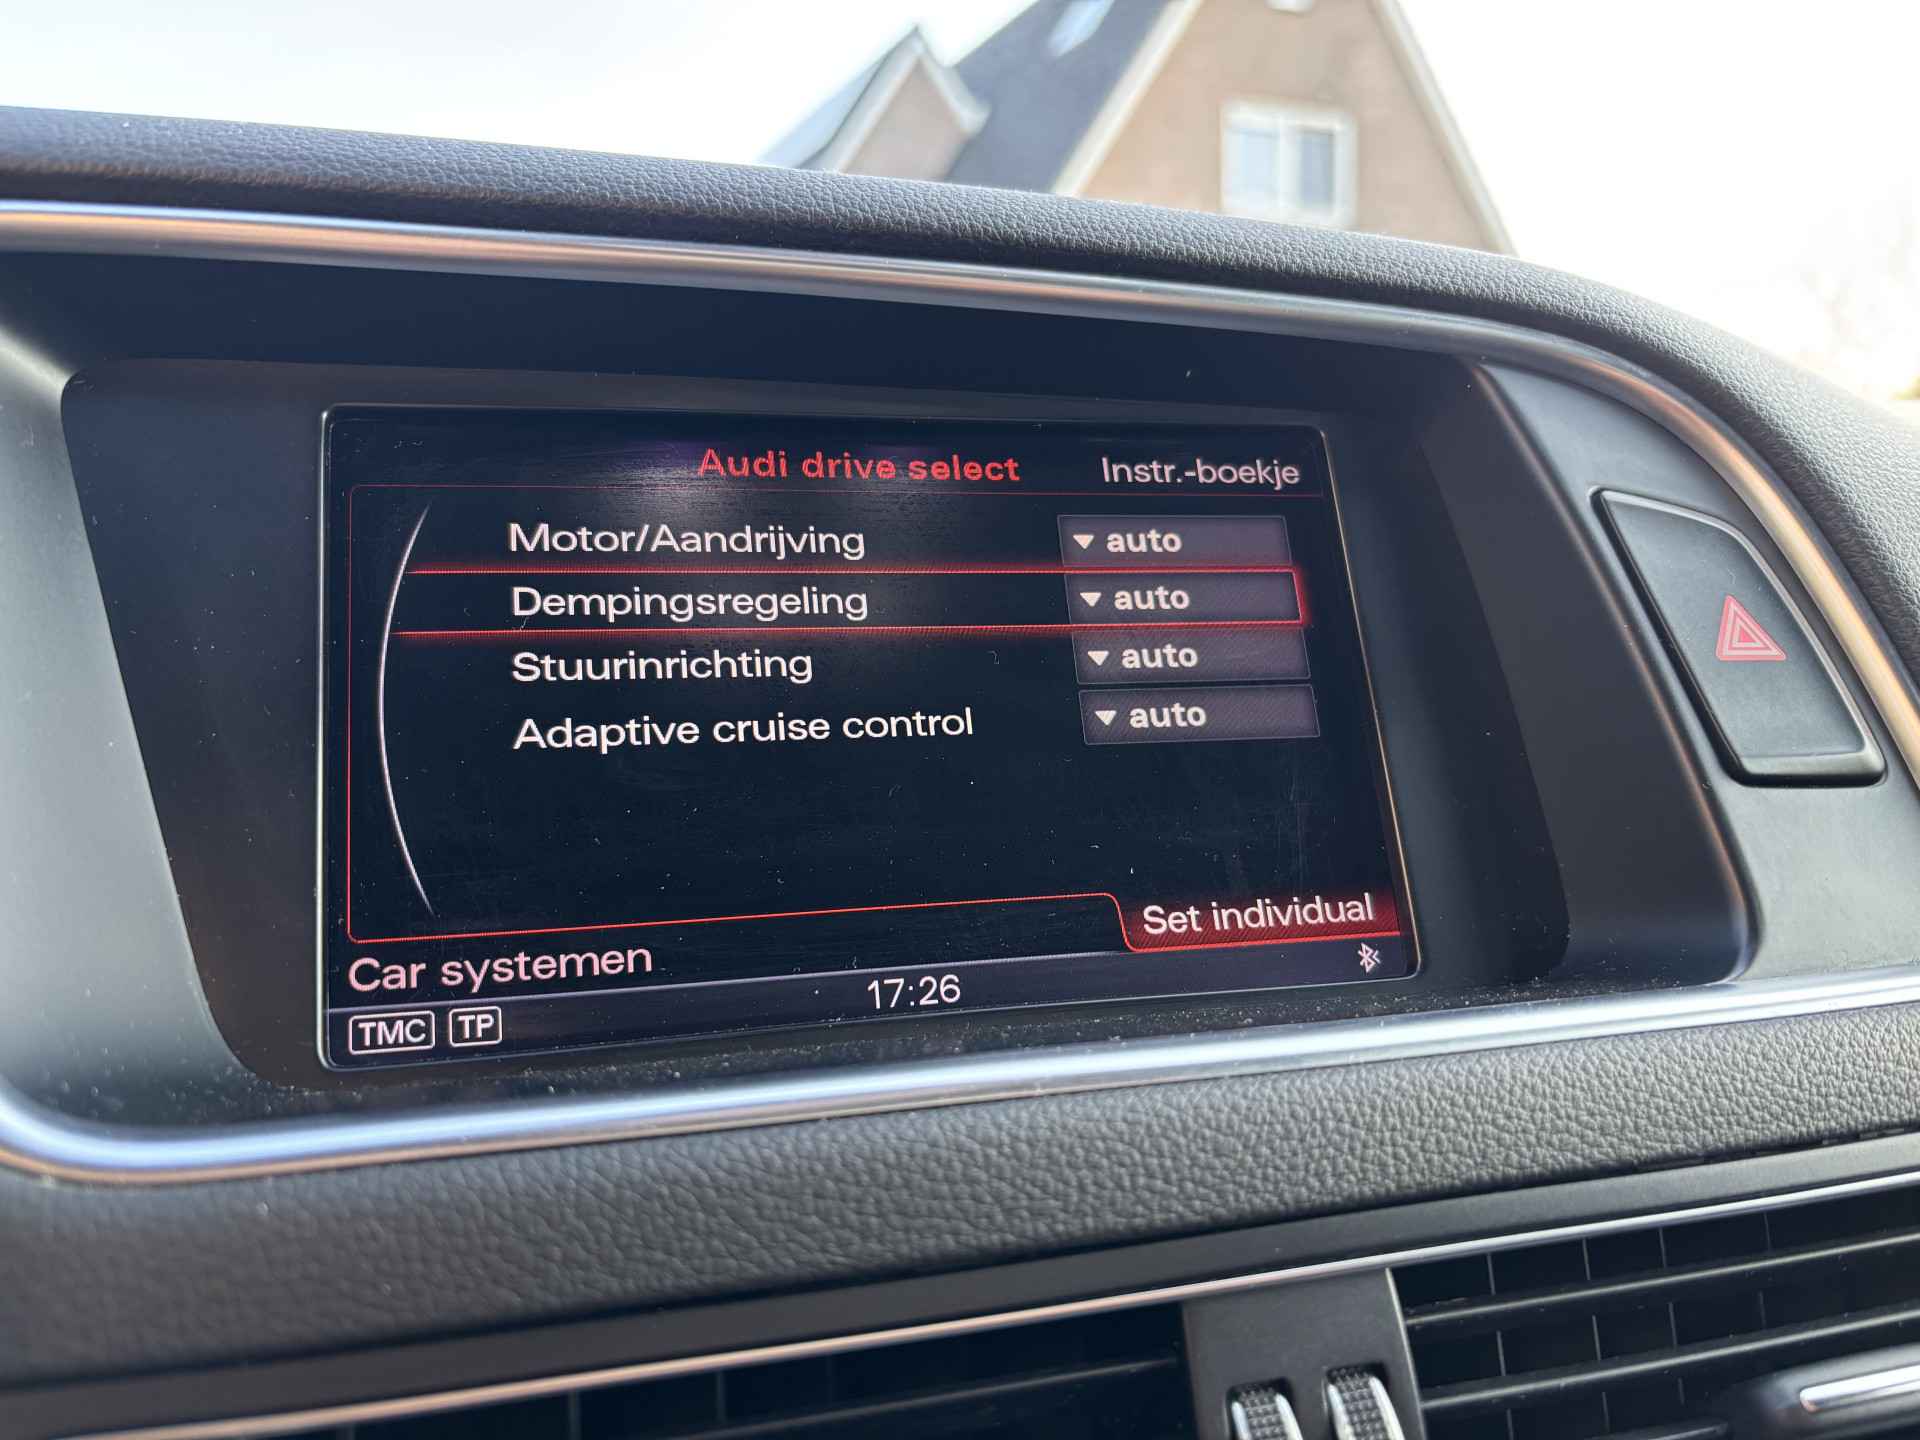 Audi drive select Instr.-boekje
Motor/Aandrijving auto
Dempingsregeling auto
Stuurinrichting auto
Adaptive cruise control auto
Set individual
Car systemen
17:26
TMC TP